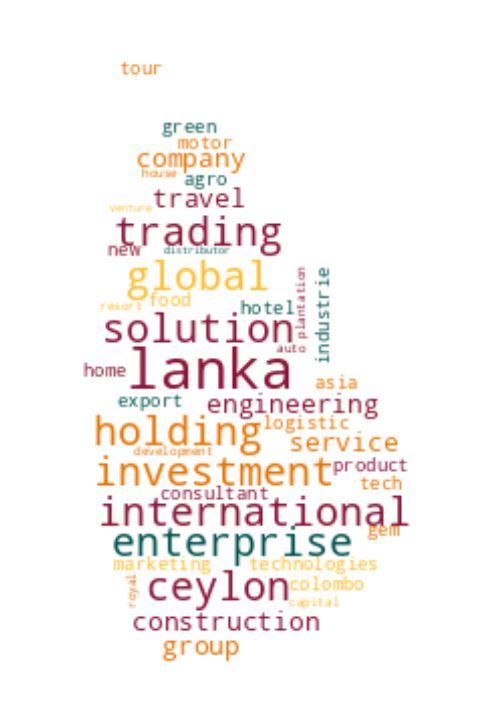 tour
green
motor
company
house
agro
travel
venture
trading
new
distributor
global
plantation
industrie
food
resort
hotel
solution
auto
lanka
home
asia
export
engineering
holding
logistic
service
development
investment
product
tech
consultant
international
gem
enterprise
marketing
technologies
royal
ceylon
colombo
capital
construction
group